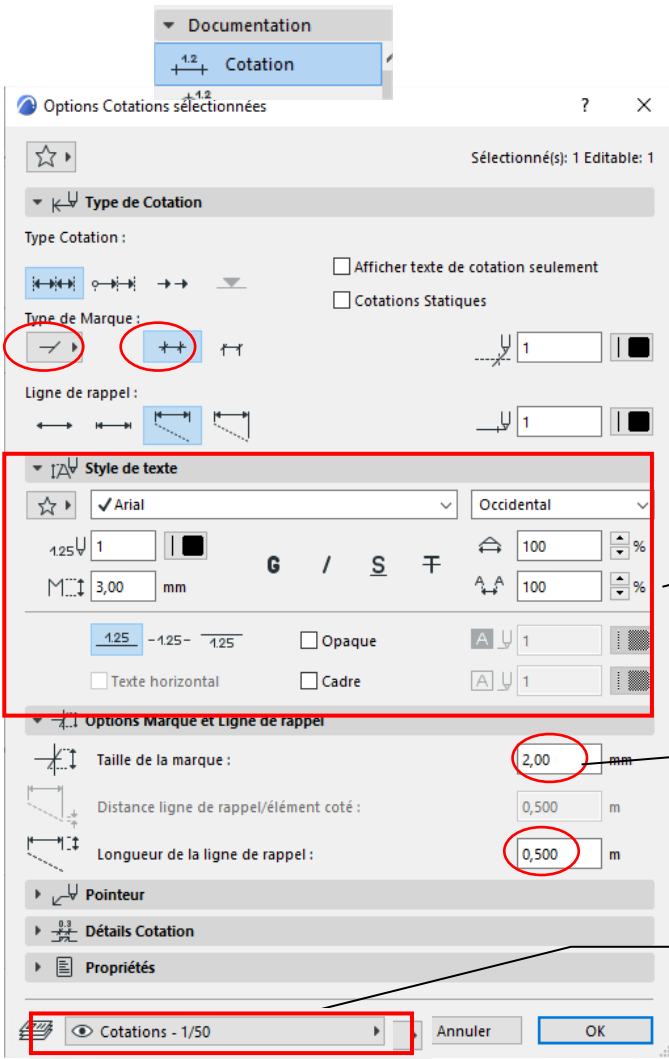 Documentation
1.2 Cotation
1.2
Options Cotations sélectionnées ? X
Sélectionné(s): 1 Editable: 1
Type de Cotation
Type Cotation :
Afficher texte de cotation seulement
Cotations Statiques
Type de Marque :
1
Ligne de rappel :
1
Style de texte
Arial Occidental
1.25 1 G I S T 100 %
M 3,00 mm A A 100 %
1.25 -1.25- 1.25 Opaque A 1
Texte horizontal Cadre A 1
Options Marque et Ligne de rappel
Taille de la marque : 2,00 mm
Distance ligne de rappel/élément coté : 0,500 m
Longueur de la ligne de rappel : 0,500 m
Pointeur
0.3 Détails Cotation
Propriétés
Cotations - 1/50 Annuler OK